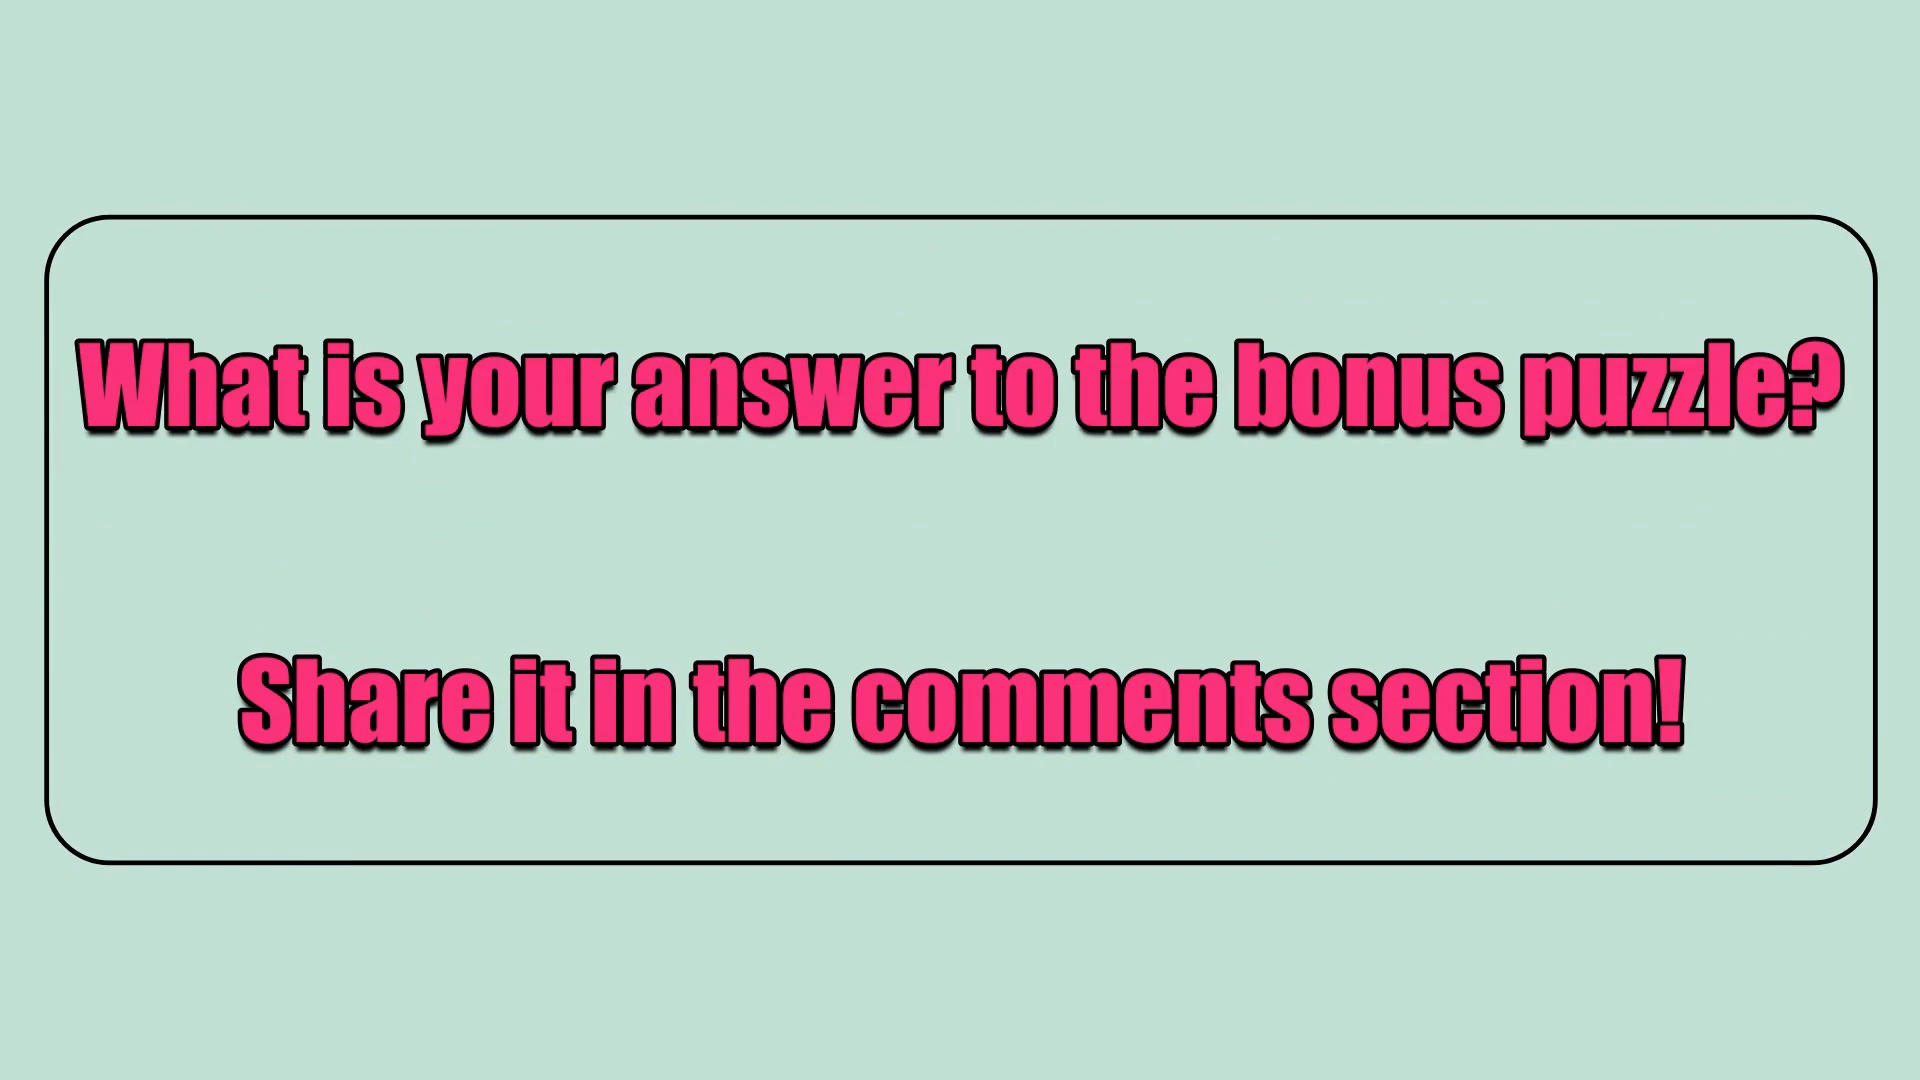 What is your answer to the bonus puzzle?
Share it in the comments section!